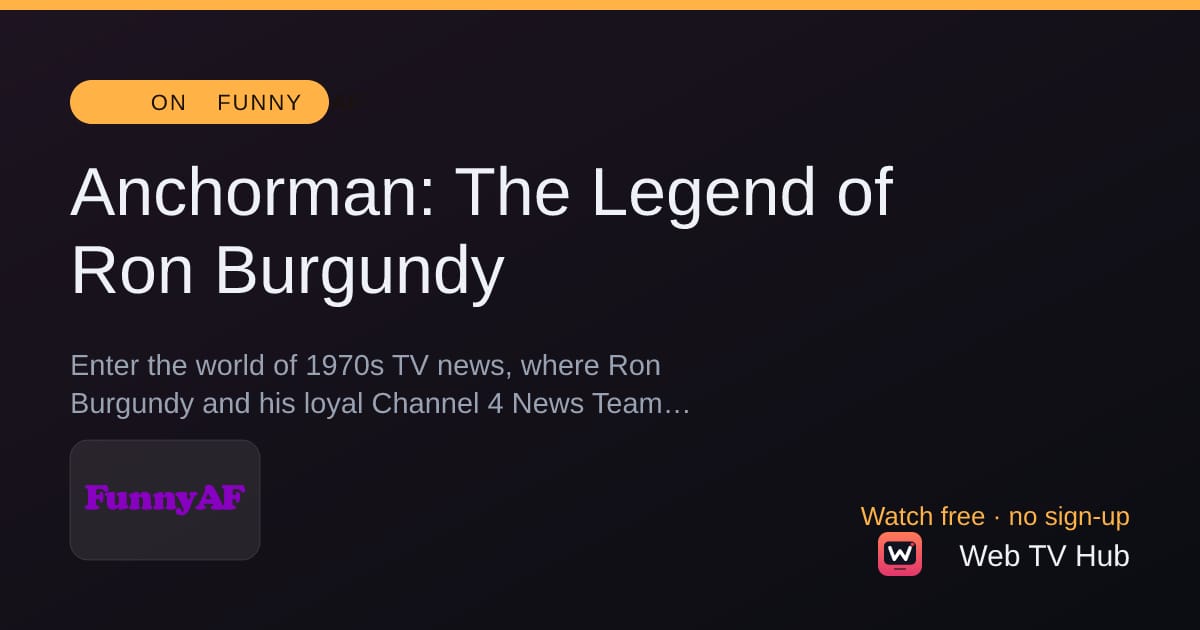 ON FUNNY
Anchorman: The Legend of
Ron Burgundy
Enter the world of 1970s TV news, where Ron
Burgundy and his loyal Channel 4 News Team…
FunnyAF
Watch free · no sign-up
W
Web TV Hub